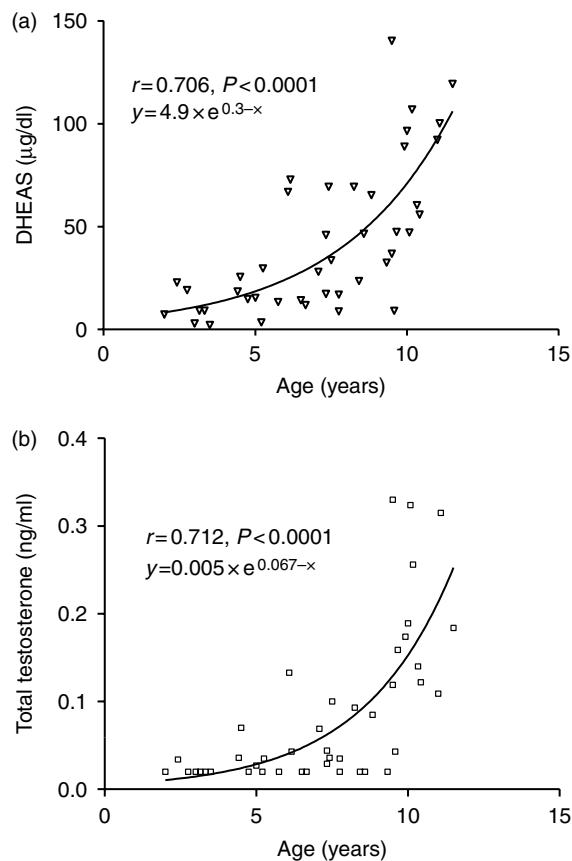 (a)
150
100
50
0
DHEAS (μg/dl)
r=0.706, P<0.0001
y=4.9×e^0.3–×
0 5 10 15
Age (years)
(b)
0.4
0.3
0.2
0.1
0.0
Total testosterone (ng/ml)
r=0.712, P<0.0001
y=0.005×e^0.067–×
0 5 10 15
Age (years)